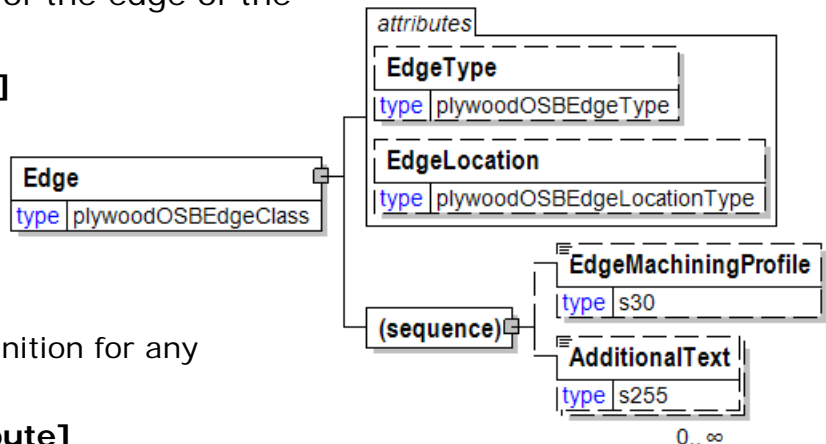 or the edge of the
]
attributes
EdgeType
type plywoodOSBEdgeType
EdgeLocation
type plywoodOSBEdgeLocationType
Edge
type plywoodOSBEdgeClass
EdgeMachiningProfile
type s30
(sequence)
nition for any
AdditionalText
type s255
0..∞
oute]